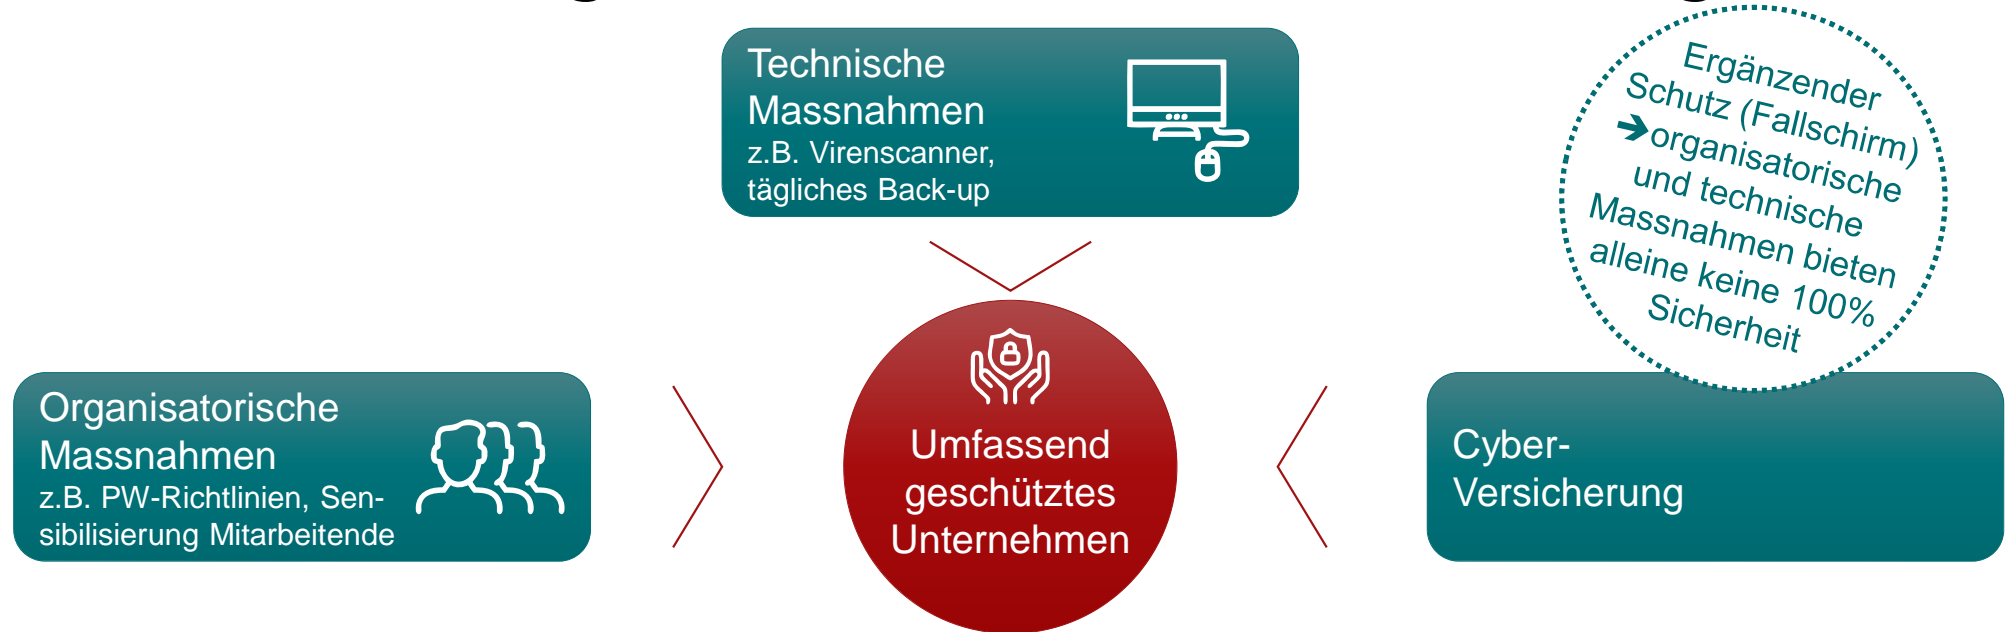 Technische
Massnahmen
z.B. Virenscanner,
tägliches Back-up
Ergänzender
Schutz (Fallschirm)
➔organisatorische
und technische
Massnahmen bieten
alleine keine 100%
Sicherheit
Organisatorische
Massnahmen
z.B. PW-Richtlinien, Sen-
sibilisierung Mitarbeitende
Umfassend
geschütztes
Unternehmen
Cyber-
Versicherung